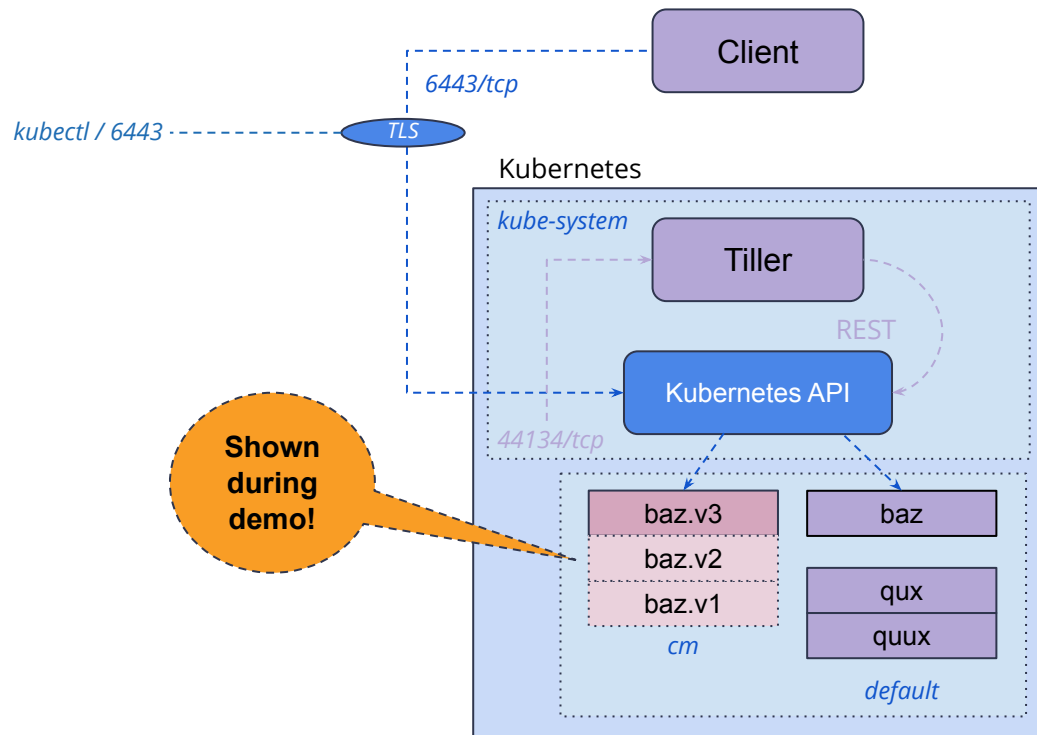 Client
6443/tcp
kubectl / 6443
TLS
Kubernetes
kube-system
Tiller
REST
Kubernetes API
44134/tcp
Shown
during
demo!
baz.v3
baz.v2
baz.v1
cm
baz
qux
quux
default